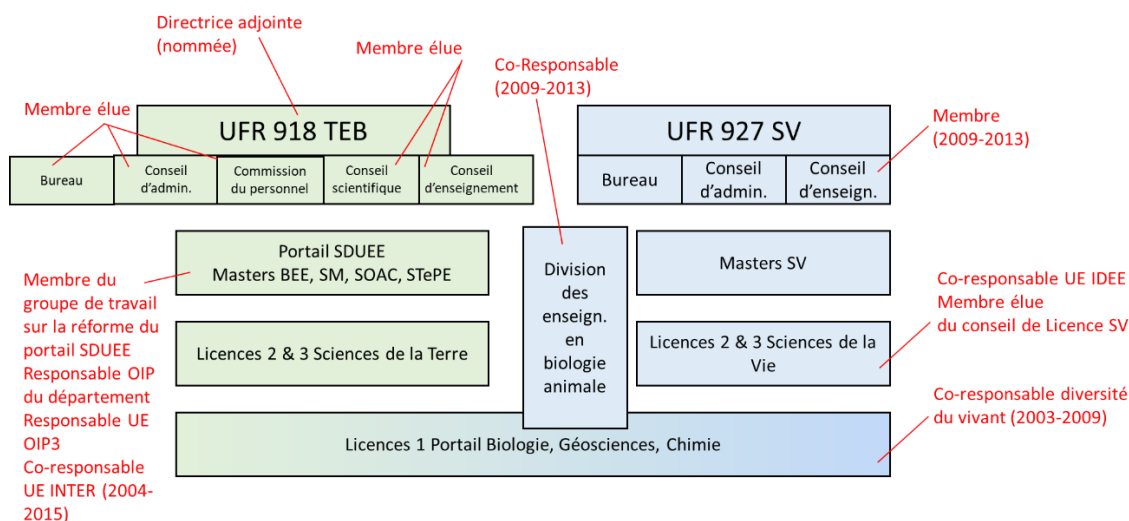 Directrice adjointe
(nommée)
Membre élue
Co-Responsable
(2009-2013)
Membre élue
Membre
(2009-2013)
UFR 918 TEB
UFR 927 SV
Bureau
Conseil
d'admin.
Commission
du personnel
Conseil
scientifique
Conseil
d'enseignement
Bureau
Conseil
d'admin.
Conseil
d'enseign.
Portail SDUEE
Masters BEE, SM, SOAC, STePE
Division
des
enseign.
en
biologie
animale
Masters SV
Membre du
groupe de travail
sur la réforme du
portail SDUEE
Responsable OIP
du département
Responsable UE
OIP3
Co-responsable
UE INTER (2004-
2015)
Co-responsable UE IDEE
Membre élue
du conseil de Licence SV
Licences 2 & 3 Sciences de la Terre
Licences 2 & 3 Sciences de la
Vie
Co-responsable diversité
du vivant (2003-2009)
Licences 1 Portail Biologie, Géosciences, Chimie